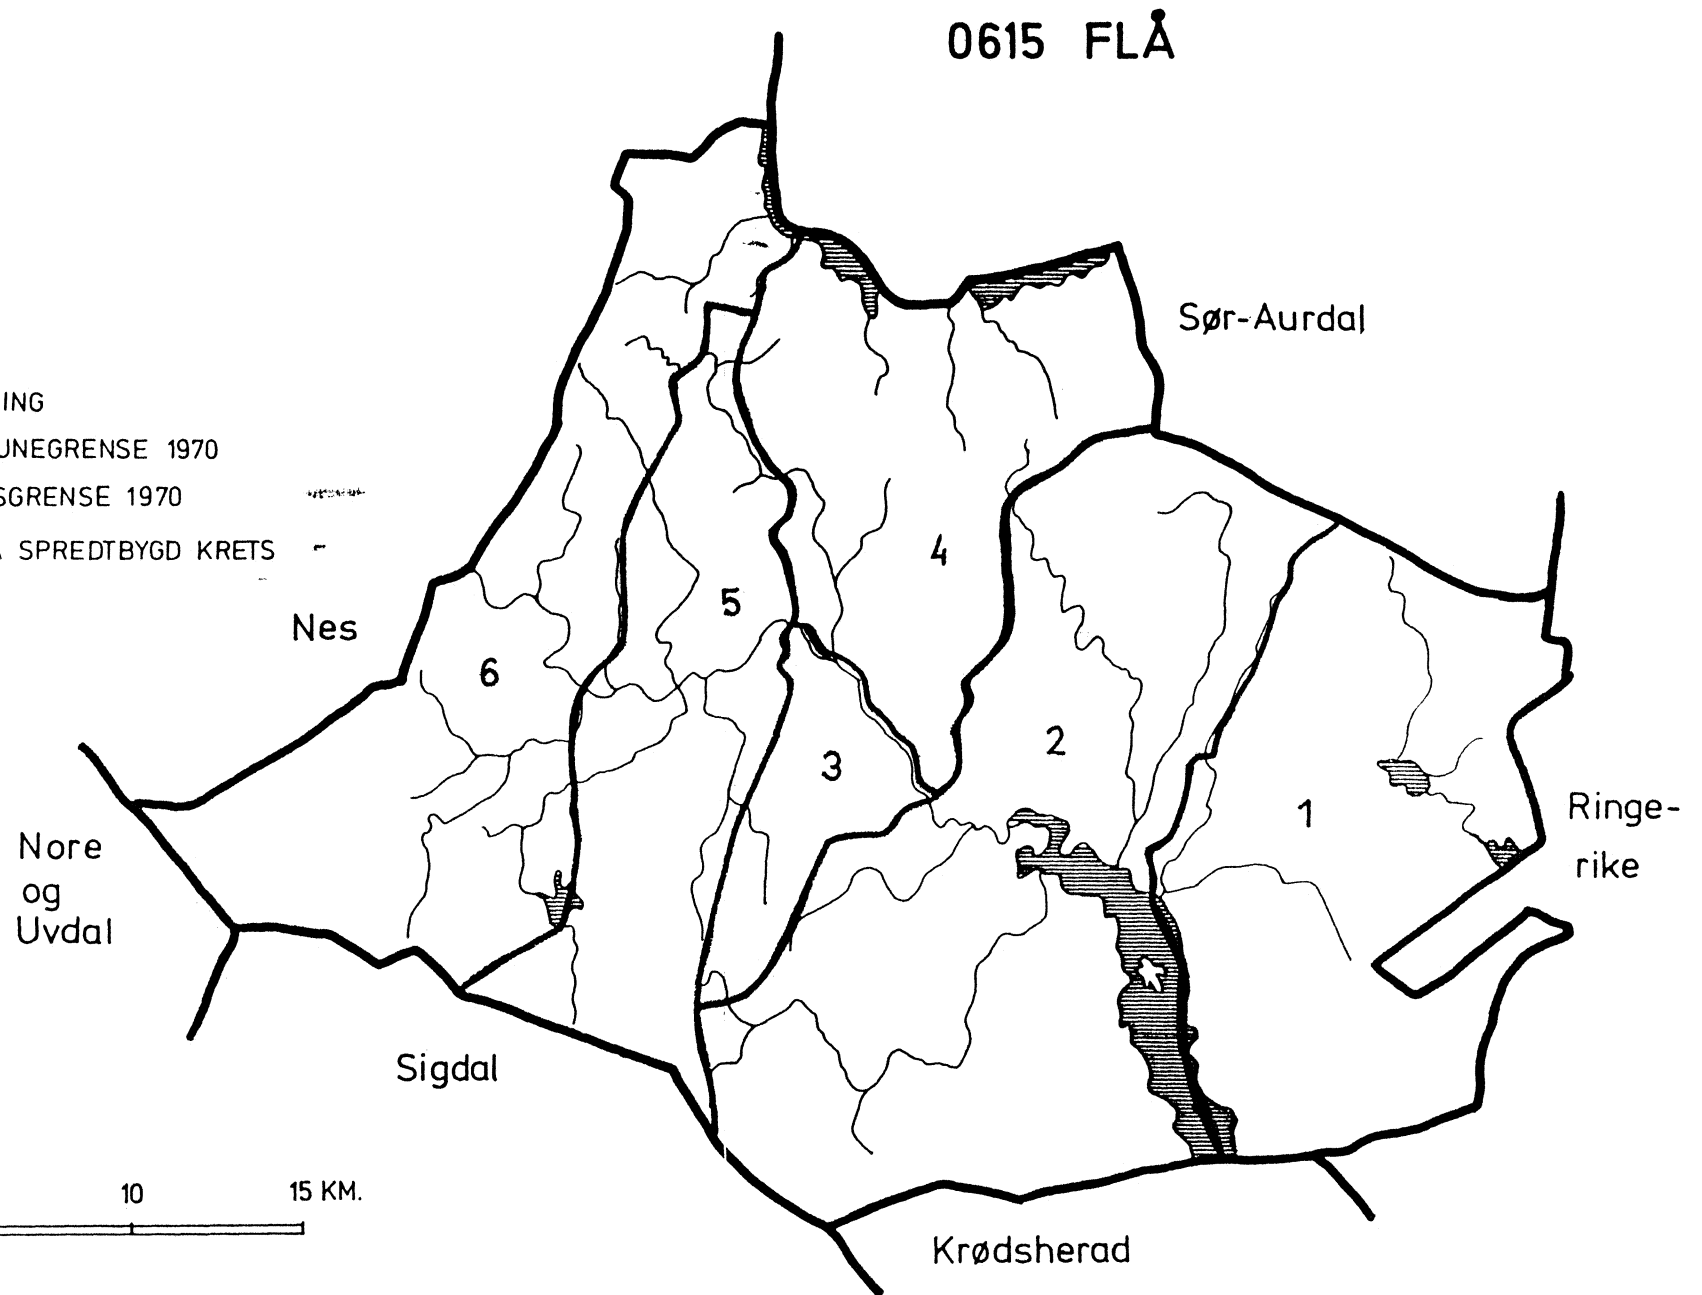 0615 FLÅ
Sør-Aurdal
ING
UNEGRENSE 1970
SGRENSE 1970
SPREDTBYGD KRETS -
4
5
Nes
6
2
3
1
Ringe-
rike
Nore
og
Uvdal
Sigdal
10 15 KM.
Krødsherad